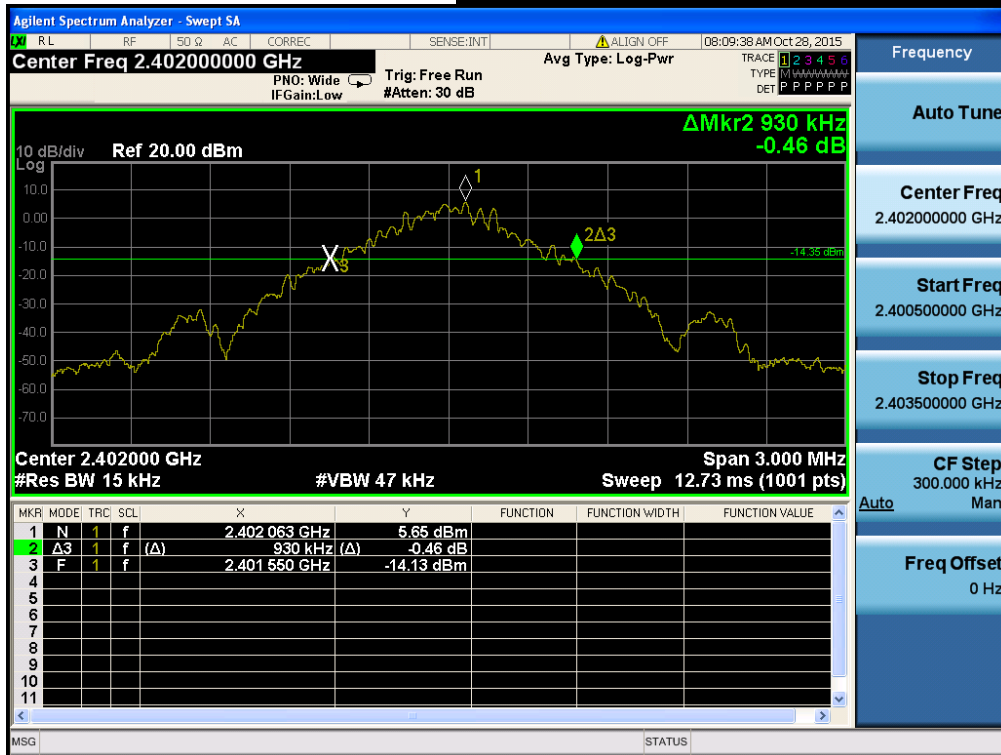 Agilent Spectrum Analyzer - Swept SA
LXI RL RF 50 Ω AC CORREC SENSE:INT ALIGN OFF 08:09:38 AM Oct 28, 2015
Center Freq 2.402000000 GHz
Avg Type: Log-Pwr
TRACE 1 2 3 4 5 6
TYPE M WWWWW
DET P P P P P P
PNO: Wide
IFGain:Low
Trig: Free Run
#Atten: 30 dB
ΔMkr2 930 kHz
-0.46 dB
10 dB/div Ref 20.00 dBm
Log
10.0
0.00
-10.0
-20.0
-30.0
-40.0
-50.0
-60.0
-70.0
1
2Δ3
3
-14.35 dBm
Center 2.402000 GHz Span 3.000 MHz
#Res BW 15 kHz #VBW 47 kHz Sweep 12.73 ms (1001 pts)
MKR MODE TRC SCL X Y FUNCTION FUNCTION WIDTH FUNCTION VALUE
1 N 1 f 2.402 063 GHz 5.65 dBm
2 Δ3 1 f (Δ) 930 kHz (Δ) -0.46 dB
3 F 1 f 2.401 550 GHz -14.13 dBm
4
5
6
7
8
9
10
11
MSG STATUS
Frequency
Auto Tune
Center Freq
2.402000000 GHz
Start Freq
2.400500000 GHz
Stop Freq
2.403500000 GHz
CF Step
300.000 kHz
Auto Man
Freq Offset
0 Hz